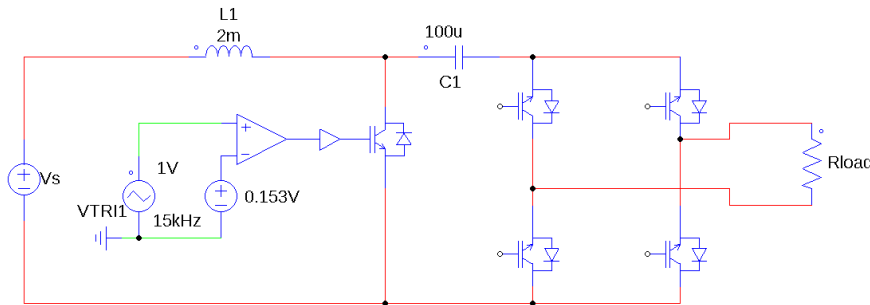 L1
2m
100u
C1
Vs
1V
VTRI1
15kHz
0.153V
Rload